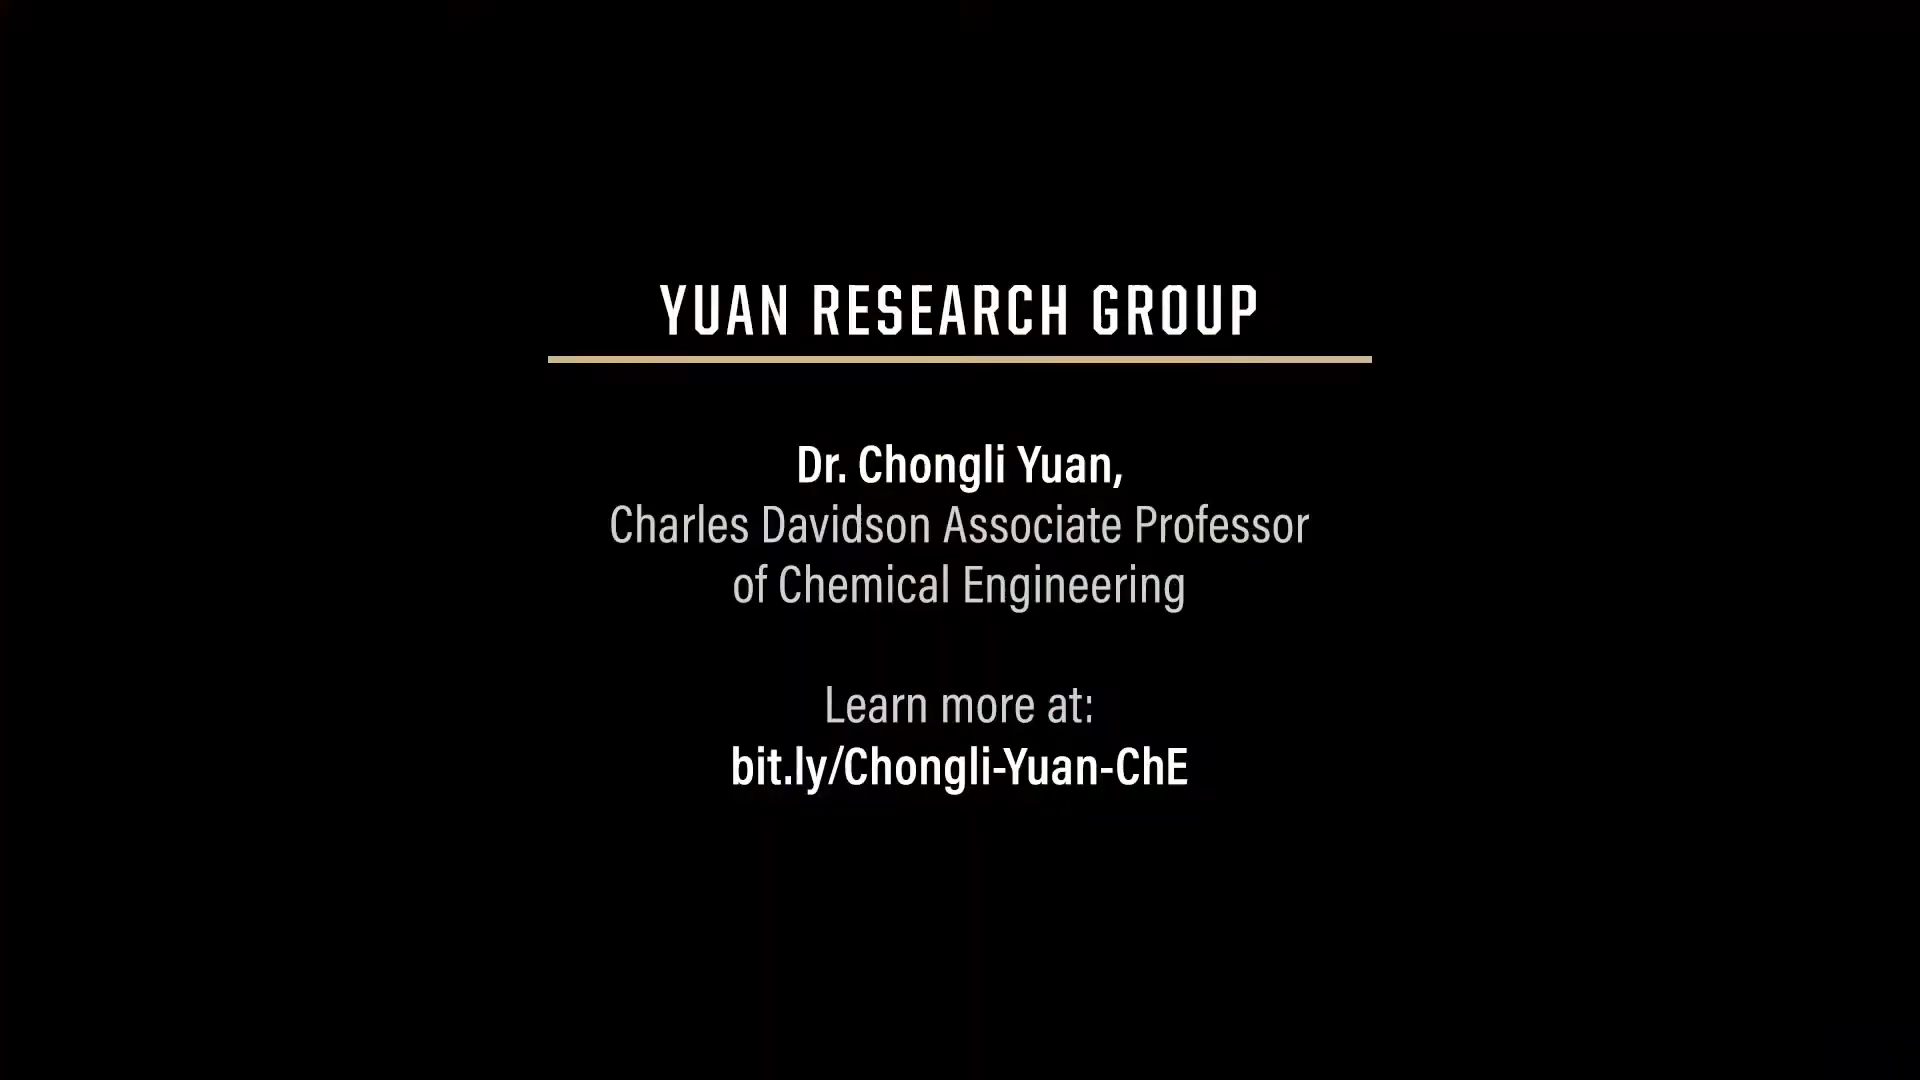 YUAN RESEARCH GROUP
Dr. Chongli Yuan,
Charles Davidson Associate Professor
of Chemical Engineering
Learn more at:
bit.ly/Chongli-Yuan-ChE